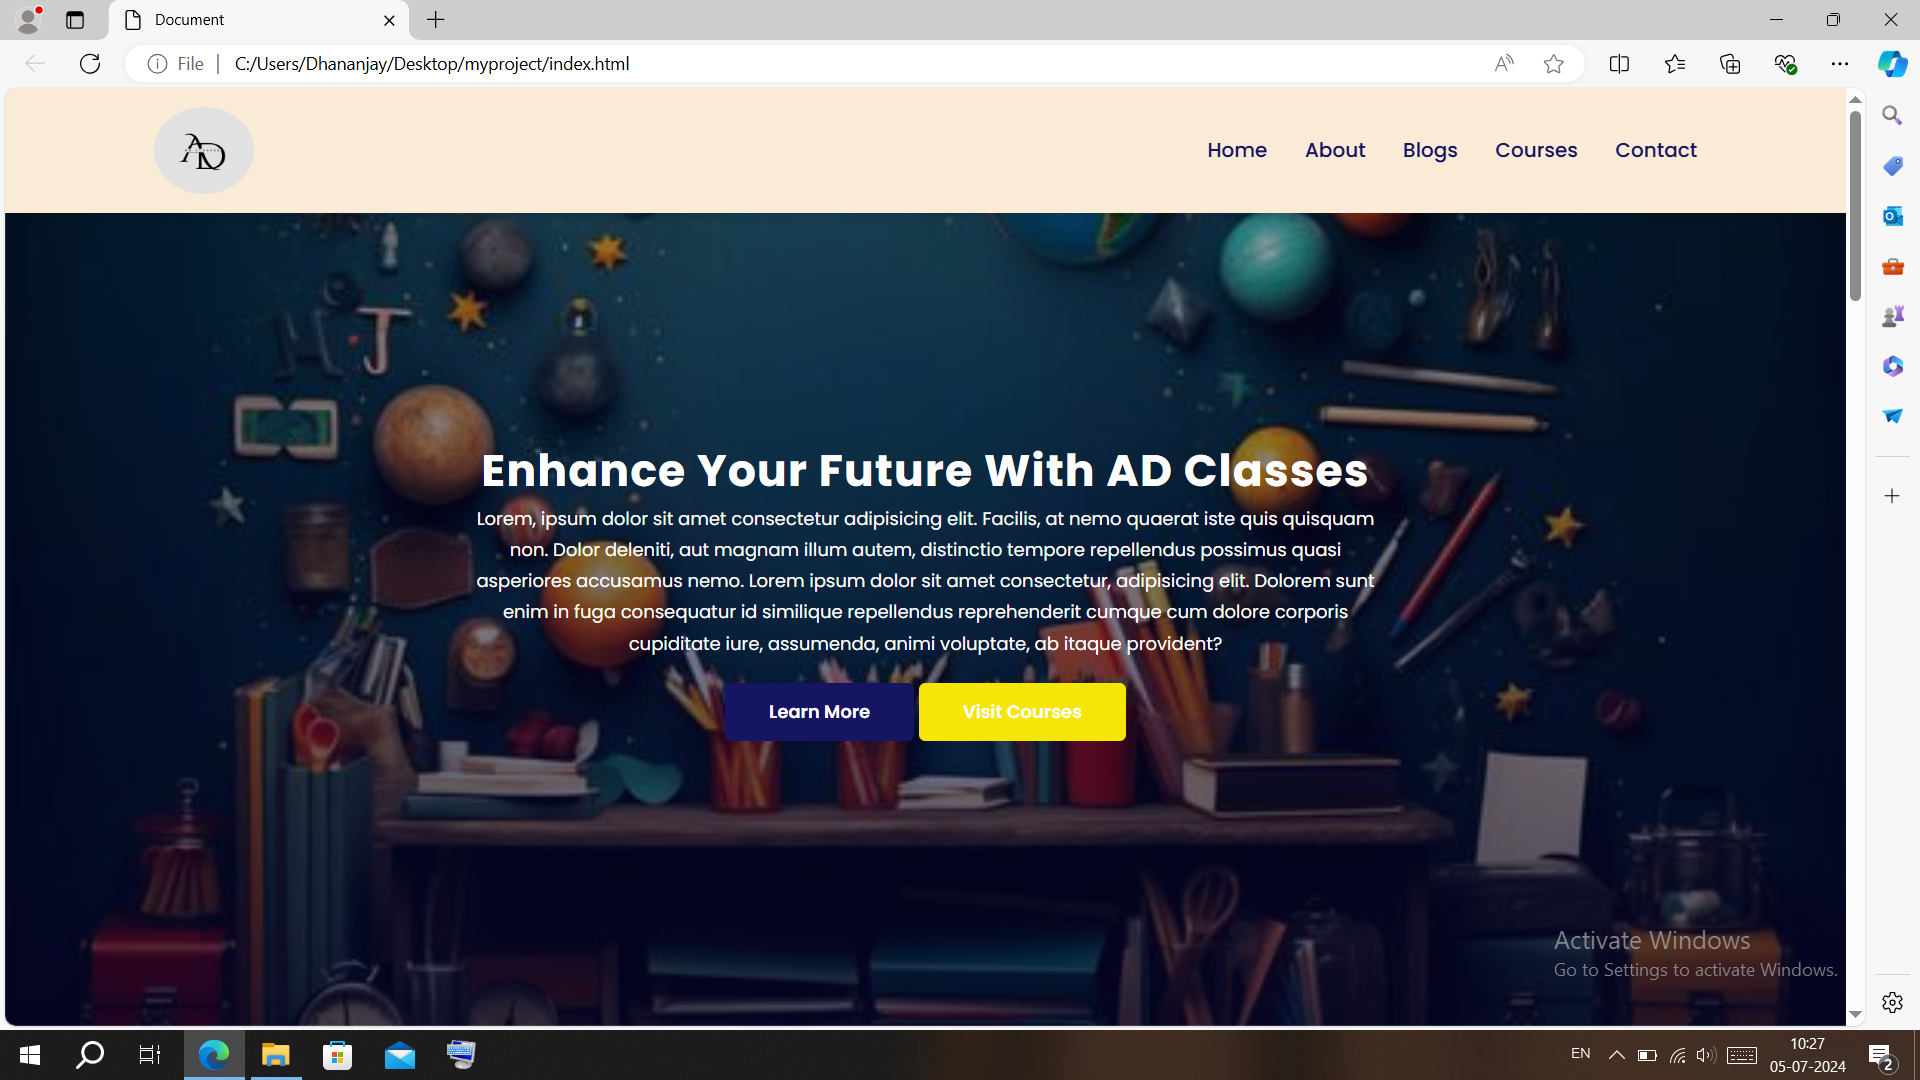 Document
File
C:/Users/Dhananjay/Desktop/myproject/index.html
AD
Home About Blogs Courses Contact
Enhance Your Future With AD Classes
Lorem, ipsum dolor sit amet consectetur adipisicing elit. Facilis, at nemo quaerat iste quis quisquam
non. Dolor deleniti, aut magnam illum autem, distinctio tempore repellendus possimus quasi
asperiores accusamus nemo. Lorem ipsum dolor sit amet consectetur, adipisicing elit. Dolorem sunt
enim in fuga consequatur id similique repellendus reprehenderit cumque cum dolore corporis
cupiditate iure, assumenda, animi voluptate, ab itaque provident?
Learn More
Visit Courses
Activate Windows
Go to Settings to activate Windows.
EN
10:27
05-07-2024
2